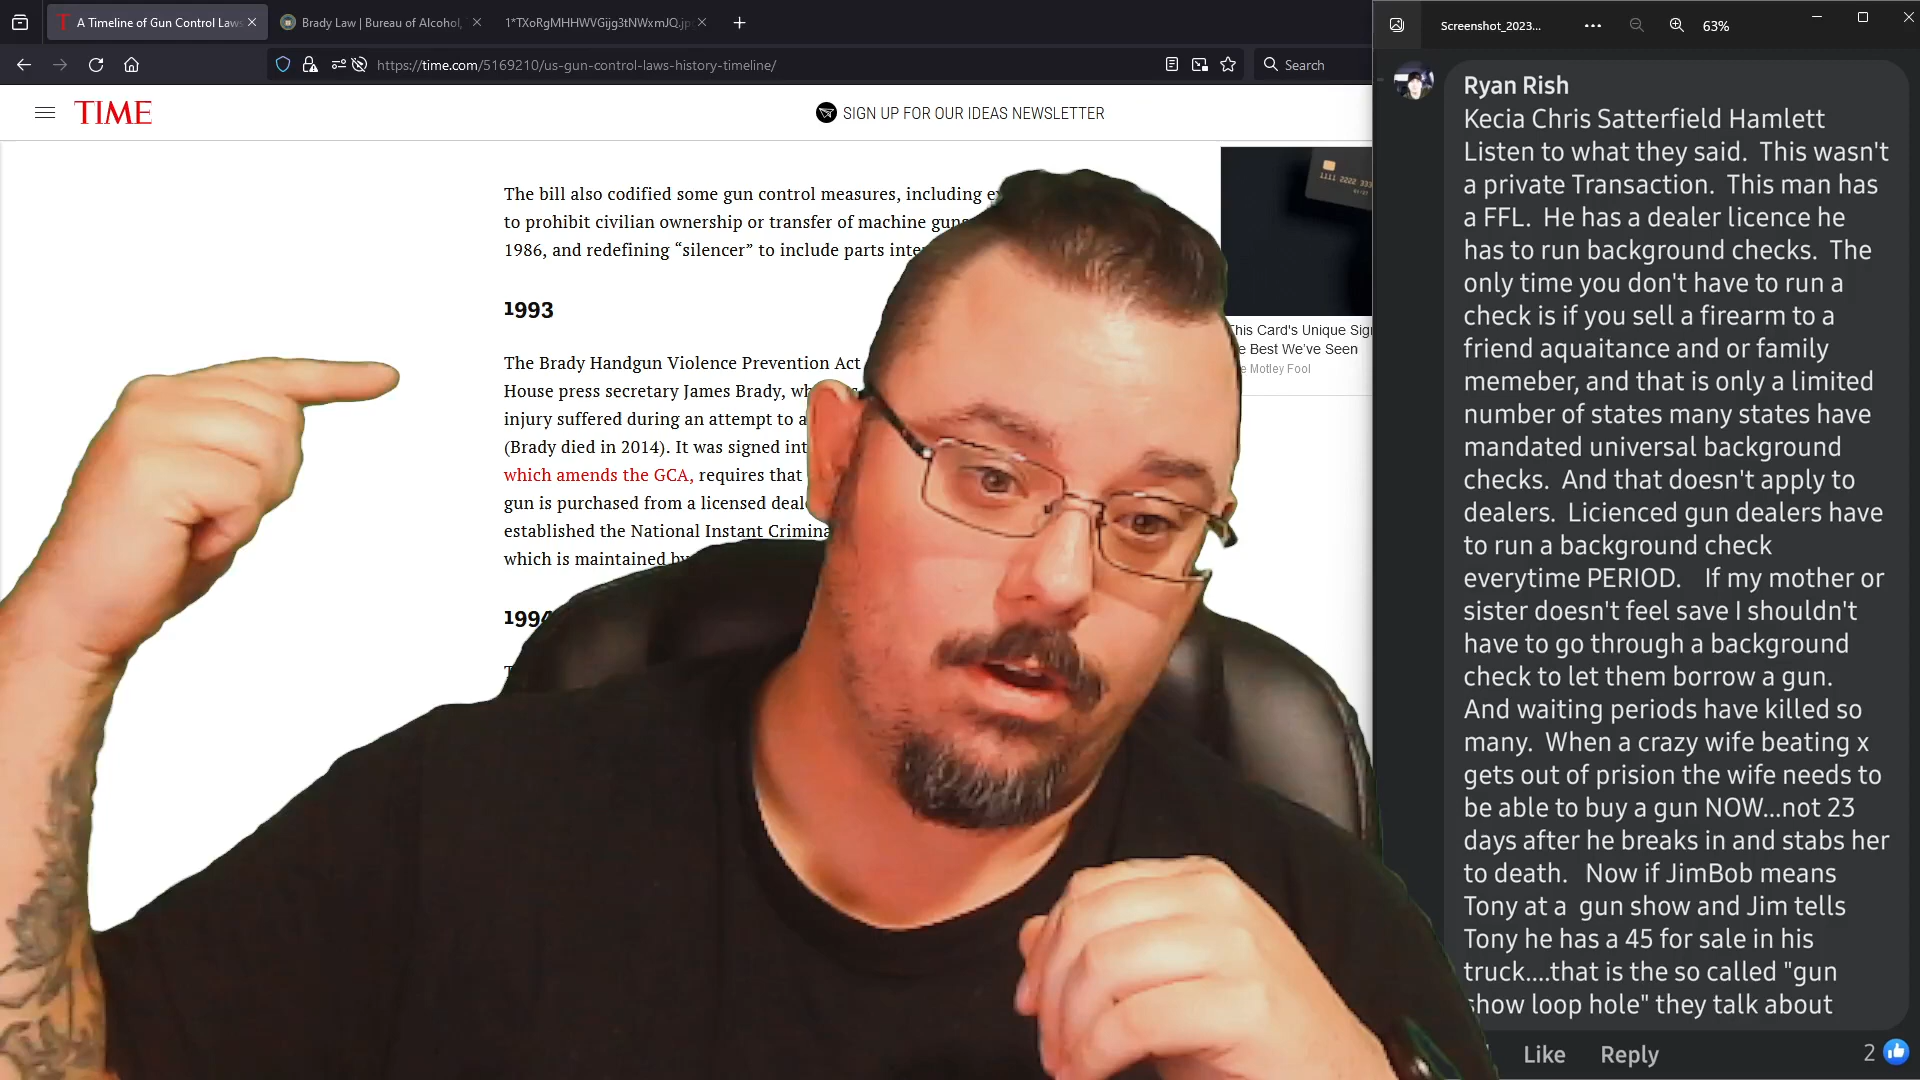 A Timeline of Gun Control Laws
Brady Law | Bureau of Alcohol,
1*TXoRgMHHWVGijg3tNWxmJQ.jp
https://time.com/5169210/us-gun-control-laws-history-timeline/
Search
TIME
SIGN UP FOR OUR IDEAS NEWSLETTER
The bill also codified some gun control measures, including
to prohibit civilian ownership or transfer of machine guns
1986, and redefining “silencer” to include parts
1993
The Brady Handgun Violence Prevention Act
House press secretary James Brady,
injury suffered during an attempt to
(Brady died in 2014). It was signed
which amends the GCA, requires that
gun is purchased from a licensed
established the National Instant
which is maintained by
1994
1111 2222 333
This Card's Unique
Best We've Seen
Motley Fool
Screenshot_2023...
63%
Ryan Rish
Kecia Chris Satterfield Hamlett
Listen to what they said. This wasn't
a private Transaction. This man has
a FFL. He has a dealer licence he
has to run background checks. The
only time you don't have to run a
check is if you sell a firearm to a
friend aquaitance and or family
memeber, and that is only a limited
number of states many states have
mandated universal background
checks. And that doesn't apply to
dealers. Licienced gun dealers have
to run a background check
everytime PERIOD. If my mother or
sister doesn't feel save I shouldn't
have to go through a background
check to let them borrow a gun.
And waiting periods have killed so
many. When a crazy wife beating x
gets out of prision the wife needs to
be able to buy a gun NOW...not 23
days after he breaks in and stabs her
to death. Now if JimBob means
Tony at a gun show and Jim tells
Tony he has a 45 for sale in his
truck....that is the so called "gun
show loop hole" they talk about
Like Reply 2